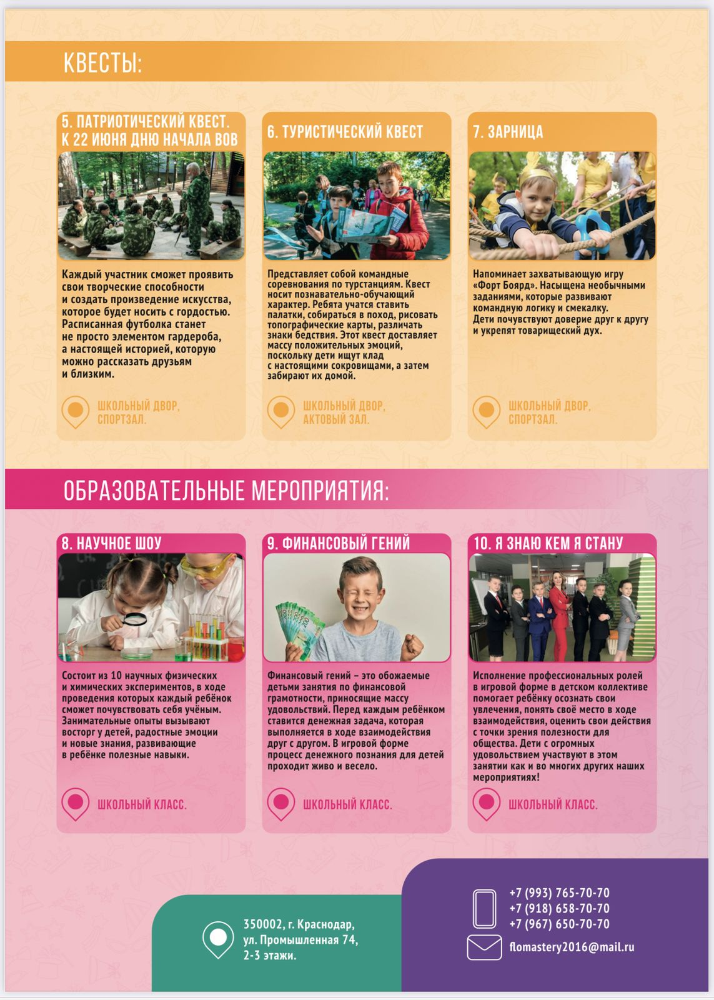 КВЕСТЫ:
5. ПАТРИОТИЧЕСКИЙ КВЕСТ.
К 22 ИЮНЯ ДНЮ НАЧАЛА ВОВ
Каждый участник сможет проявить
свои творческие способности
и создать произведение искусства,
которое будет носить с гордостью.
Расписанная футболка станет
не просто элементом гардероба,
а настоящей историей, которую
можно рассказать друзьям
и близким.
ШКОЛЬНЫЙ ДВОР,
СПОРТЗАЛ.
6. ТУРИСТИЧЕСКИЙ КВЕСТ
Представляет собой командные
соревнования по турстанциям. Квест
носит познавательно-обучающий
характер. Ребята учатся ставить
палатки, собираться в поход, рисовать
топографические карты, различать
знаки бедствия. Этот квест доставляет
массу положительных эмоций,
поскольку дети ищут клад
с настоящими сокровищами, а затем
забирают их домой.
ШКОЛЬНЫЙ ДВОР,
АКТОВЫЙ ЗАЛ.
7. ЗАРНИЦА
Напоминает захватывающую игру
«Форт Боярд». Насыщена необычными
заданиями, которые развивают
командную логику и смекалку.
Дети почувствуют доверие друг к другу
и укрепят товарищеский дух.
ШКОЛЬНЫЙ ДВОР,
СПОРТЗАЛ.
ОБРАЗОВАТЕЛЬНЫЕ МЕРОПРИЯТИЯ:
8. НАУЧНОЕ ШОУ
Состоит из 10 научных физических
и химических экспериментов, в ходе
проведения которых каждый ребёнок
сможет почувствовать себя учёным.
Занимательные опыты вызывают
восторг у детей, радостные эмоции
и новые знания, развивающие
в ребёнке полезные навыки.
ШКОЛЬНЫЙ КЛАСС.
9. ФИНАНСОВЫЙ ГЕНИЙ
Финансовый гений – это обожаемые
детьми занятия по финансовой
грамотности, приносящие массу
удовольствий. Перед каждым ребёнком
ставится денежная задача, которая
выполняется в ходе взаимодействия
друг с другом. В игровой форме
процесс денежного познания для детей
проходит живо и весело.
ШКОЛЬНЫЙ КЛАСС.
10. Я ЗНАЮ КЕМ Я СТАНУ
Исполнение профессиональных ролей
в игровой форме в детском коллективе
помогает ребёнку осознать свои
увлечения, понять своё место в ходе
взаимодействия, оценить свои действия
с точки зрения полезности для
общества. Дети с огромных
удовольствием участвуют в этом
занятии как и во многих других наших
мероприятиях!
ШКОЛЬНЫЙ КЛАСС.
350002, г. Краснодар,
ул. Промышленная 74,
2-3 этажи.
+7 (993) 765-70-70
+7 (918) 658-70-70
+7 (967) 650-70-70
flomastery2016@mail.ru